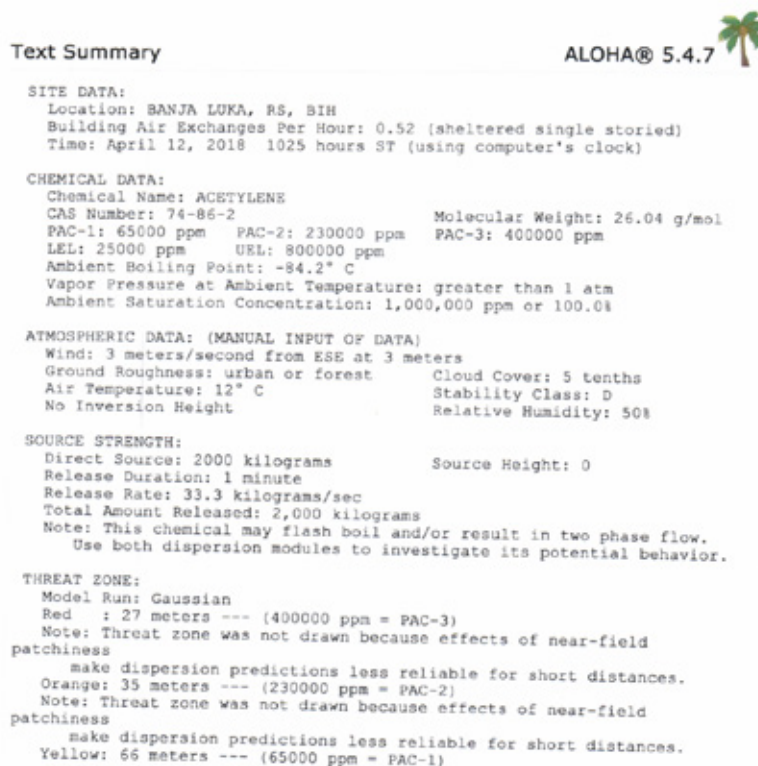 Text Summary ALOHA® 5.4.7
SITE DATA:
Location: BANJA LUKA, RS, BIH
Building Air Exchanges Per Hour: 0.52 (sheltered single storied)
Time: April 12, 2018 1025 hours ST (using computer's clock)
CHEMICAL DATA:
Chemical Name: ACETYLENE
CAS Number: 74-86-2 Molecular Weight: 26.04 g/mol
PAC-1: 65000 ppm PAC-2: 230000 ppm PAC-3: 400000 ppm
LEL: 25000 ppm UEL: 800000 ppm
Ambient Boiling Point: -84.2° C
Vapor Pressure at Ambient Temperature: greater than 1 atm
Ambient Saturation Concentration: 1,000,000 ppm or 100.0%
ATMOSPHERIC DATA: (MANUAL INPUT OF DATA)
Wind: 3 meters/second from ESE at 3 meters
Ground Roughness: urban or forest Cloud Cover: 5 tenths
Air Temperature: 12° C Stability Class: D
No Inversion Height Relative Humidity: 50%
SOURCE STRENGTH:
Direct Source: 2000 kilograms Source Height: 0
Release Duration: 1 minute
Release Rate: 33.3 kilograms/sec
Total Amount Released: 2,000 kilograms
Note: This chemical may flash boil and/or result in two phase flow.
Use both dispersion modules to investigate its potential behavior.
THREAT ZONE:
Model Run: Gaussian
Red : 27 meters --- (400000 ppm = PAC-3)
Note: Threat zone was not drawn because effects of near-field
patchiness
make dispersion predictions less reliable for short distances.
Orange: 35 meters --- (230000 ppm = PAC-2)
Note: Threat zone was not drawn because effects of near-field
patchiness
make dispersion predictions less reliable for short distances.
Yellow: 66 meters --- (65000 ppm = PAC-1)